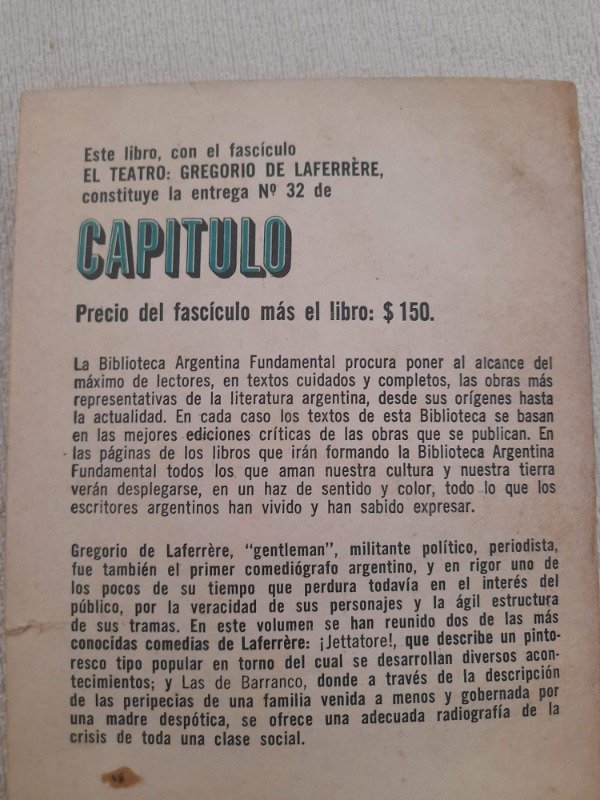 Este libro, con el fascículo
EL TEATRO: GREGORIO DE LAFERRÈRE,
constituye la entrega Nº 32 de
CAPITULO
Precio del fascículo más el libro: $ 150.
La Biblioteca Argentina Fundamental procura poner al alcance del
máximo de lectores, en textos cuidados y completos, las obras más
representativas de la literatura argentina, desde sus orígenes hasta
la actualidad. En cada caso los textos de esta Biblioteca se basan
en las mejores ediciones críticas de las obras que se publican. En
las páginas de los libros que irán formando la Biblioteca Argentina
Fundamental todos los que aman nuestra cultura y nuestra tierra
verán desplegarse, en un haz de sentido y color, todo lo que los
escritores argentinos han vivido y han sabido expresar.
Gregorio de Laferrère, "gentleman", militante político, periodista,
fue también el primer comediógrafo argentino, y en rigor uno de
los pocos de su tiempo que perdura todavía en el interés del
público, por la veracidad de sus personajes y la ágil estructura
de sus tramas. En este volumen se han reunido dos de las más
conocidas comedias de Laferrère: ¡Jettatore!, que describe un pinto-
resco tipo popular en torno del cual se desarrollan diversos acon-
tecimientos; y Las de Barranco, donde a través de la descripción
de las peripecias de una familia venida a menos y gobernada por
una madre despótica, se ofrece una adecuada radiografía de la
crisis de toda una clase social.